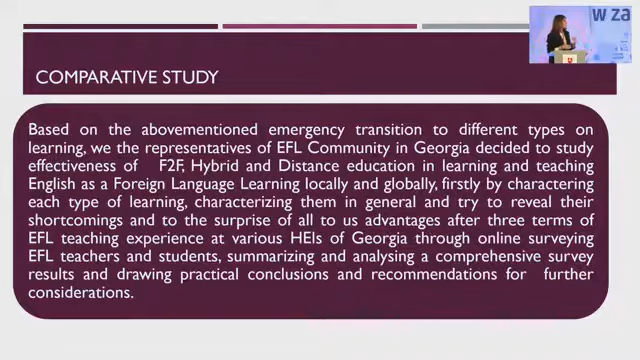 w za
COMPARATIVE STUDY
Based on the abovementioned emergency transition to different types on
learning, we the representatives of EFL Community in Georgia decided to study
effectiveness of F2F, Hybrid and Distance education in learning and teaching
English as a Foreign Language Learning locally and globally, firstly by charactering
each type of learning, characterizing them in general and try to reveal their
shortcomings and to the surprise of all to us advantages after three terms of
EFL teaching experience at various HEIs of Georgia through online surveying
EFL teachers and students, summarizing and analysing a comprehensive survey
results and drawing practical conclusions and recommendations for further
considerations.